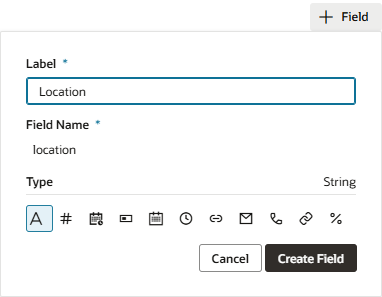 + Field
Label *
Location
Field Name *
location
Type String
A # %
Cancel Create Field